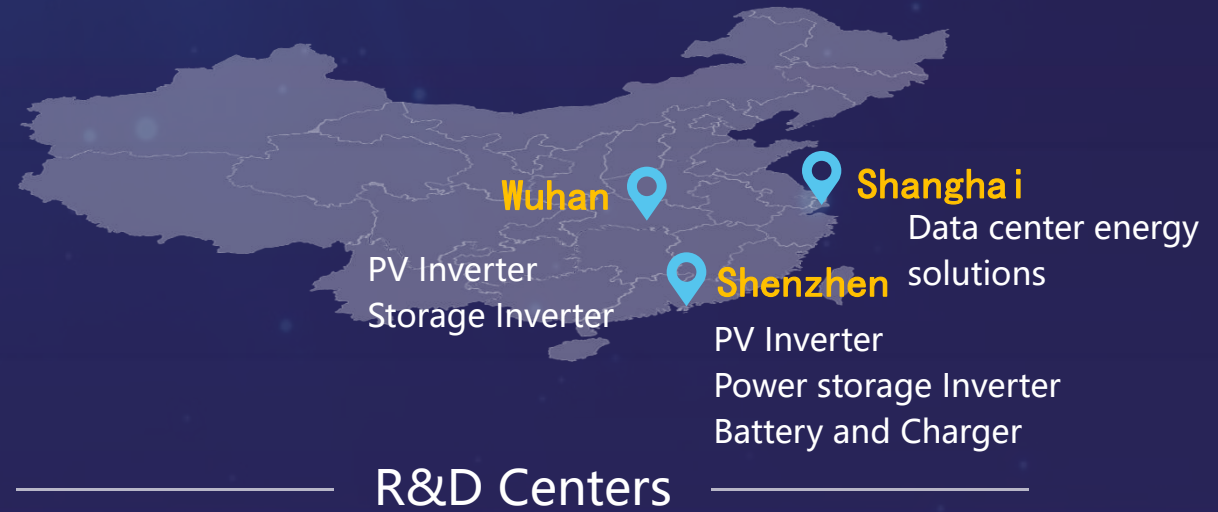 Wuhan
PV Inverter
Storage Inverter
Shanghai
Data center energy
solutions
Shenzhen
PV Inverter
Power storage Inverter
Battery and Charger
R&D Centers